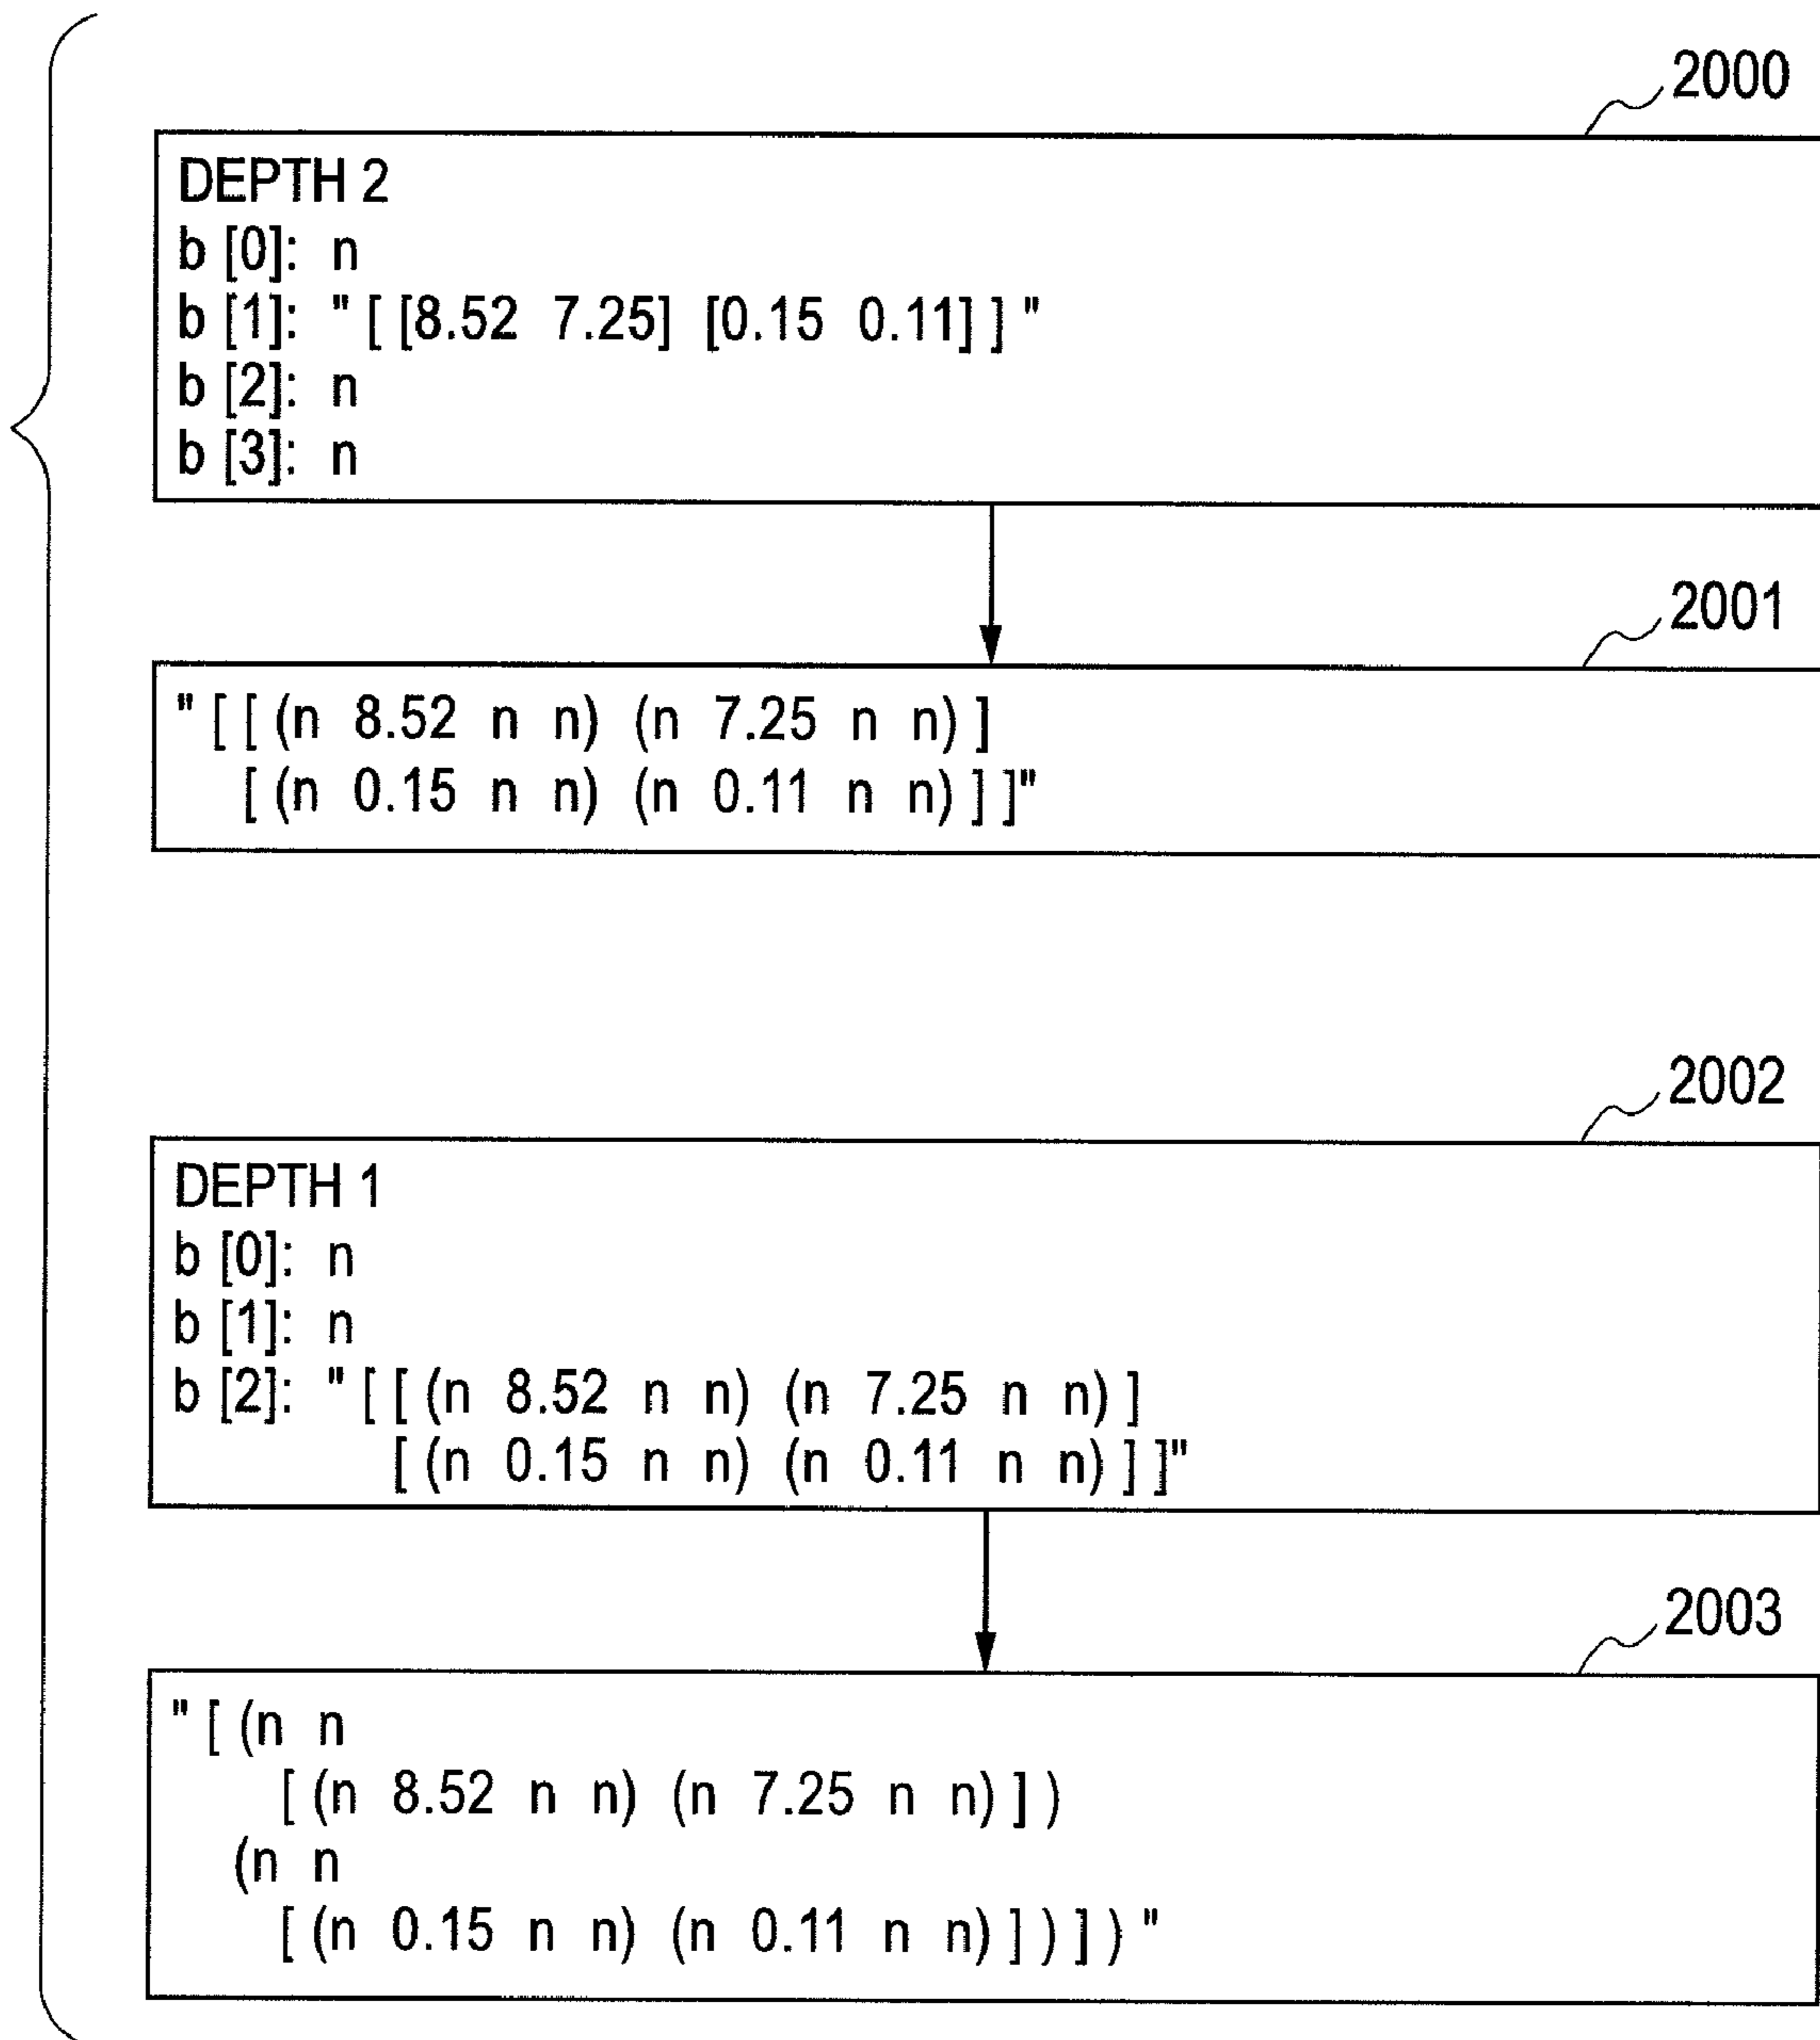 2000
DEPTH 2
b [0]: n
b [1]: " [ [8.52 7.25] [0.15 0.11] ] "
b [2]: n
b [3]: n
2001
" [ [ (n 8.52 n n) (n 7.25 n n) ]
[ (n 0.15 n n) (n 0.11 n n) ] ]"
2002
DEPTH 1
b [0]: n
b [1]: n
b [2]: " [ [ (n 8.52 n n) (n 7.25 n n) ]
[ (n 0.15 n n) (n 0.11 n n) ] ]"
2003
" [ (n n
[ (n 8.52 n n) (n 7.25 n n) ] )
(n n
[ (n 0.15 n n) (n 0.11 n n) ] ) ] ) "